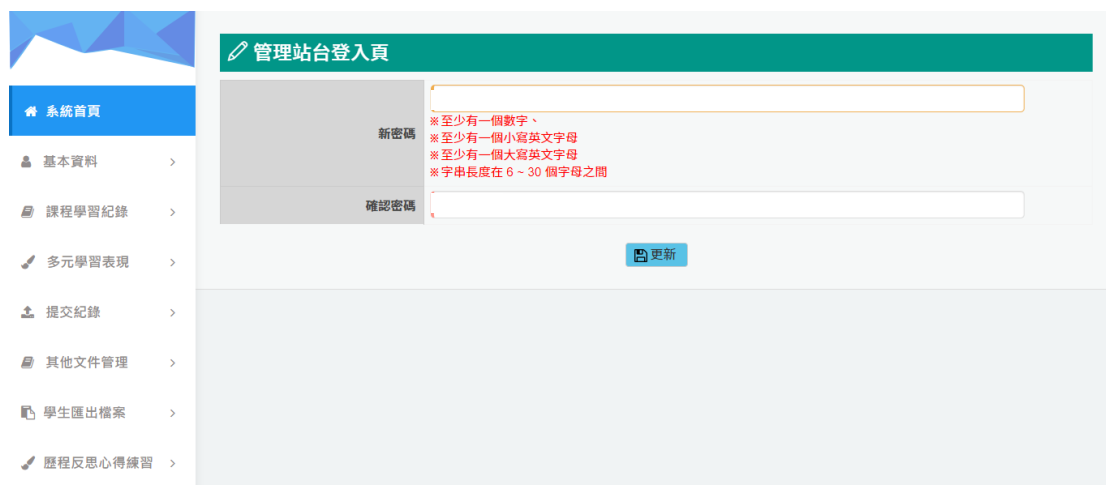 管理站台登入頁
系統首頁
基本資料
課程學習紀錄
多元學習表現
提交紀錄
其他文件管理
學生匯出檔案
歷程反思心得練習
新密碼
※至少有一個數字、
※至少有一個小寫英文字母
※至少有一個大寫英文字母
※字串長度在 6 ~ 30 個字母之間
確認密碼
更新